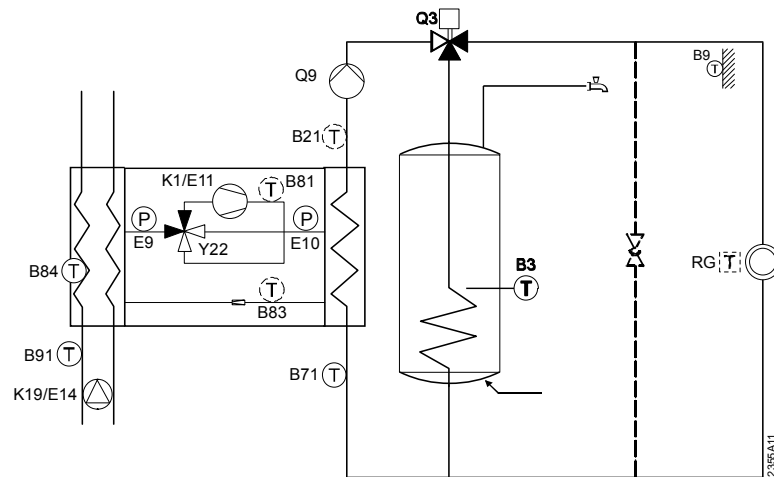 Q3
Q9
B9
T
B21 T
K1/E11
T B81
P
P
E9
Y22
E10
B84 T
T
B83
B3
T
RG T
B91 T
B71 T
K19/E14
2355A11